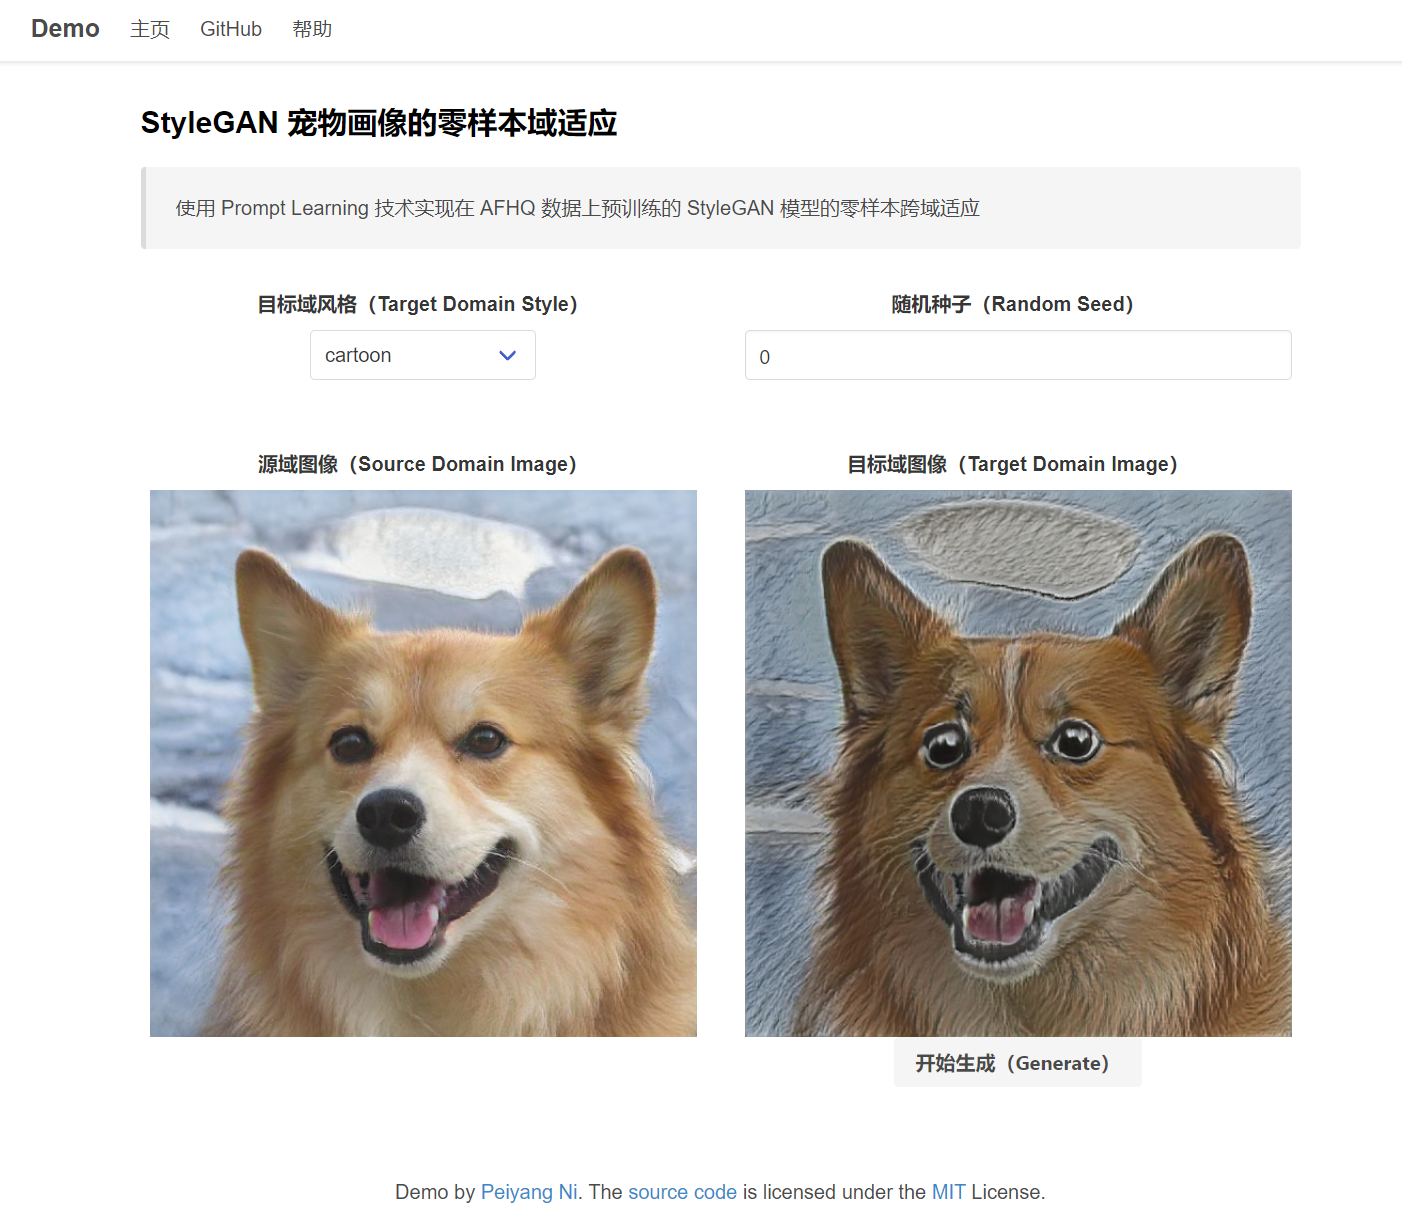 Demo 主页 GitHub 帮助
StyleGAN 宠物画像的零样本域适应
使用 Prompt Learning 技术实现在 AFHQ 数据上预训练的 StyleGAN 模型的零样本跨域适应
目标域风格（Target Domain Style）
cartoon
随机种子（Random Seed）
0
源域图像（Source Domain Image）
目标域图像（Target Domain Image）
开始生成（Generate）
Demo by Peiyang Ni. The source code is licensed under the MIT License.